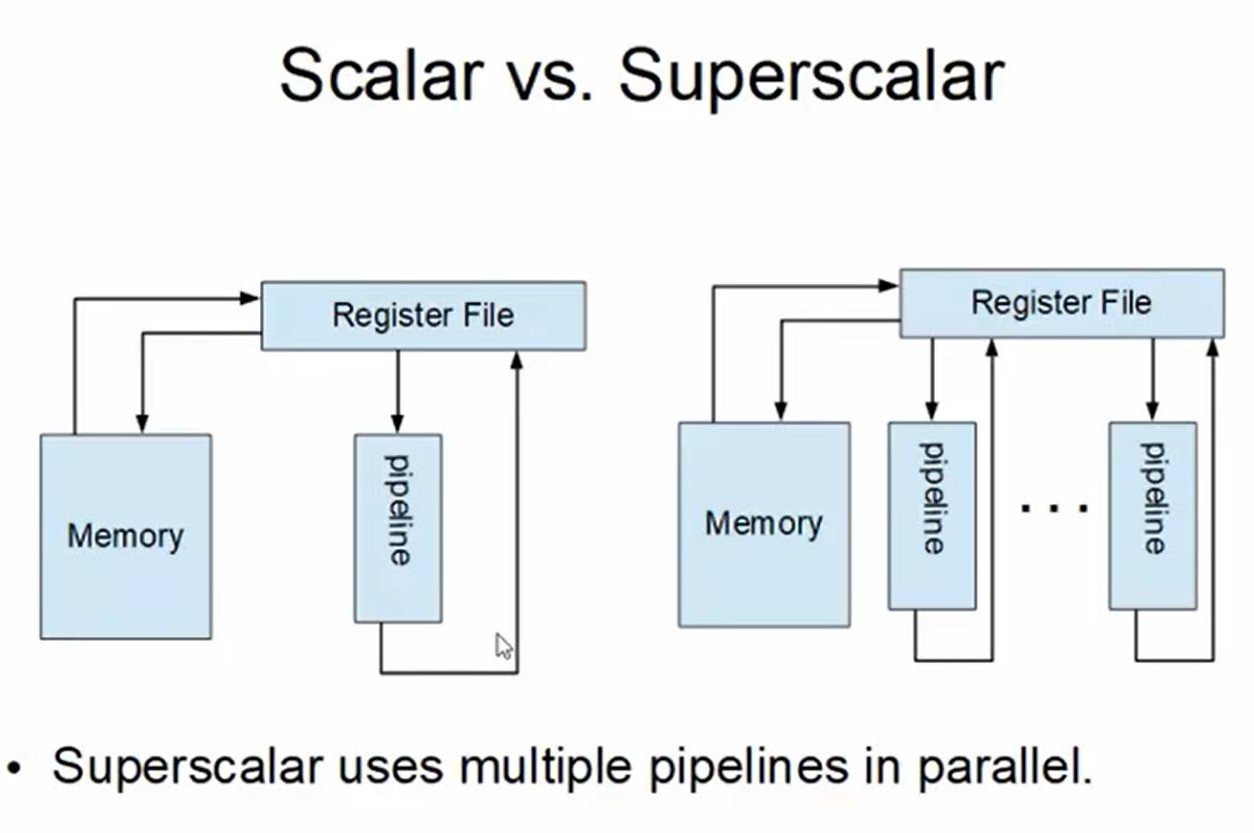 Scalar vs. Superscalar
Register File
Memory
pipeline
Register File
Memory
pipeline
. . .
pipeline
• Superscalar uses multiple pipelines in parallel.